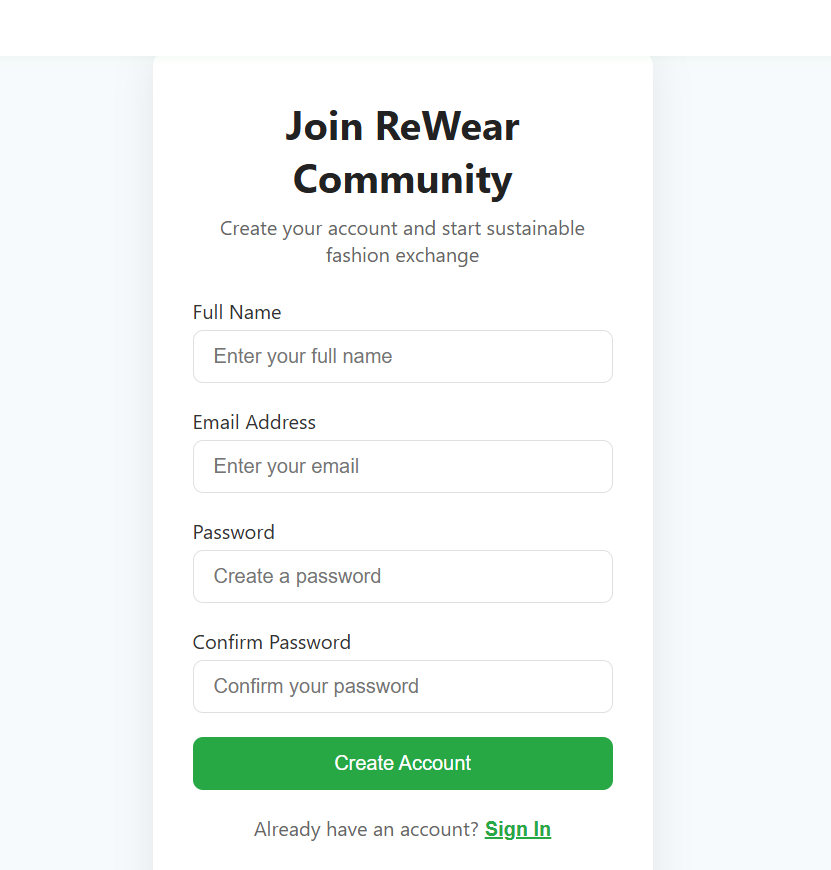 Join ReWear
Community
Create your account and start sustainable
fashion exchange
Full Name
Enter your full name
Email Address
Enter your email
Password
Create a password
Confirm Password
Confirm your password
Create Account
Already have an account? Sign In